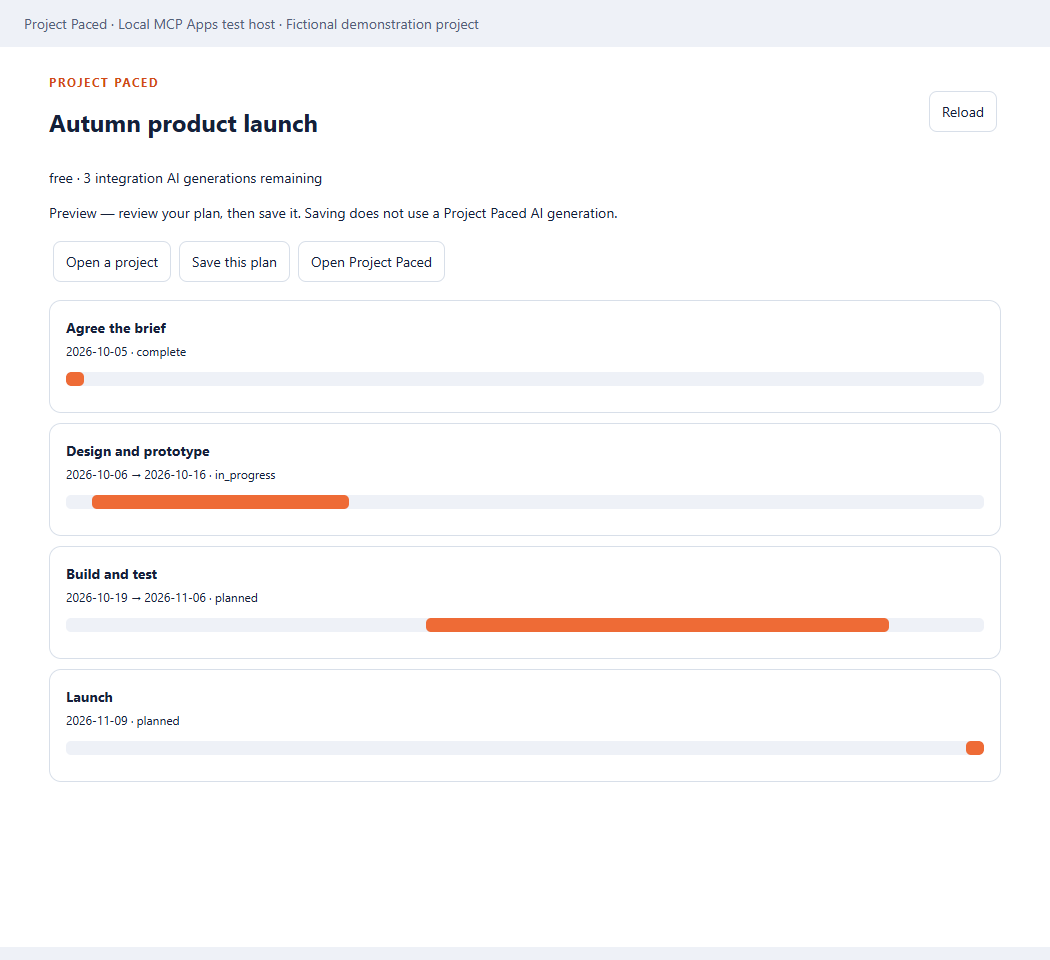 Project Paced · Local MCP Apps test host · Fictional demonstration project
PROJECT PACED
Autumn product launch
Reload
free · 3 integration AI generations remaining
Preview — review your plan, then save it. Saving does not use a Project Paced AI generation.
Open a project
Save this plan
Open Project Paced
Agree the brief
2026-10-05 · complete
Design and prototype
2026-10-06 → 2026-10-16 · in_progress
Build and test
2026-10-19 → 2026-11-06 · planned
Launch
2026-11-09 · planned